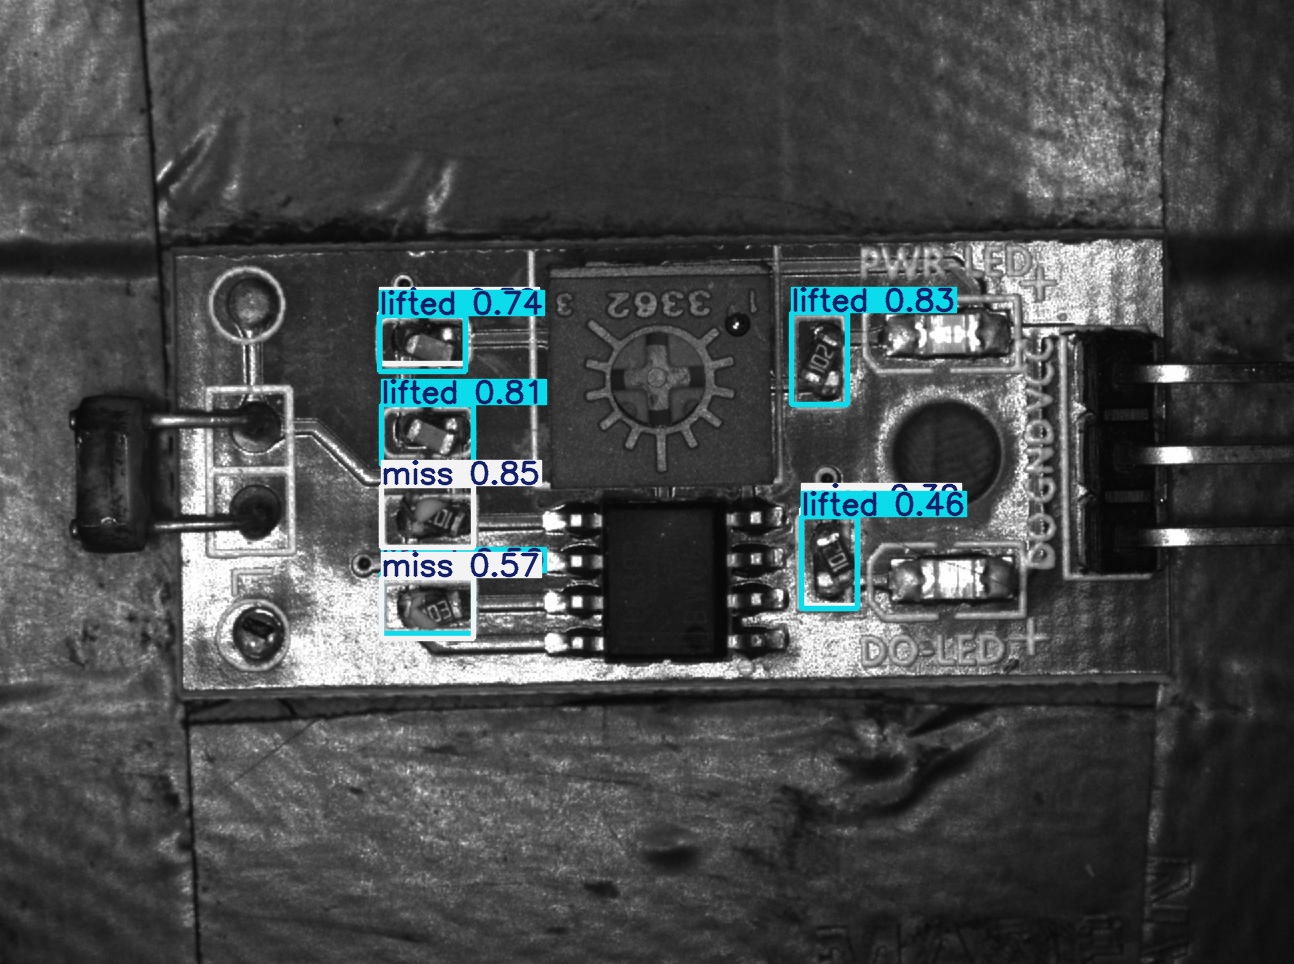 PWR-LED+
lifted 0.74
lifted 0.83
3 3362 1
102
lifted 0.81
miss 0.85
lifted 0.46
miss 0.57
DO GND VCC
DO-LED+